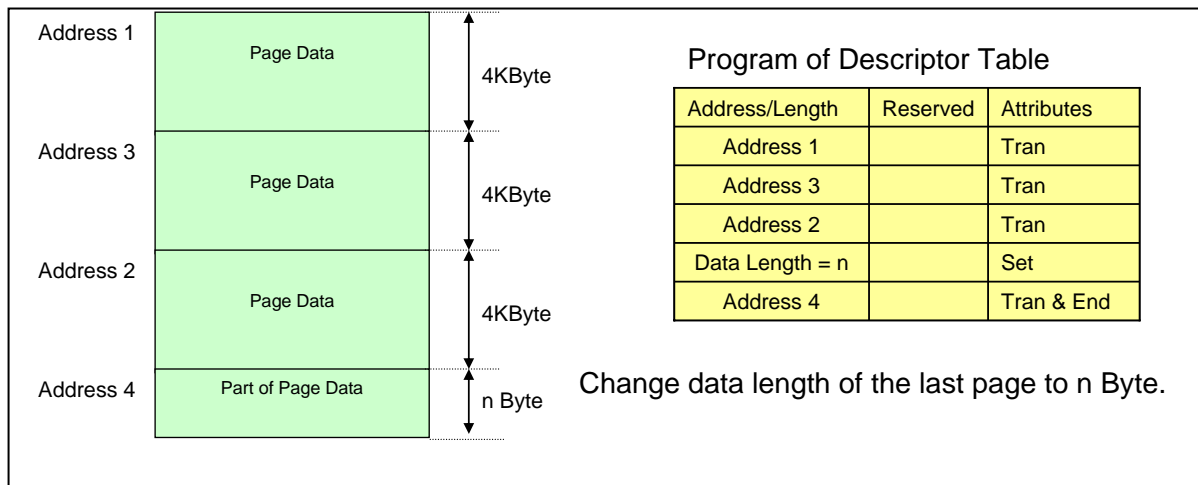 Address 1
Page Data
4KByte
Address 3
Page Data
4KByte
Address 2
Page Data
4KByte
Address 4
Part of Page Data
n Byte
Program of Descriptor Table
Address/Length Reserved Attributes
Address 1 Tran
Address 3 Tran
Address 2 Tran
Data Length = n Set
Address 4 Tran & End
Change data length of the last page to n Byte.